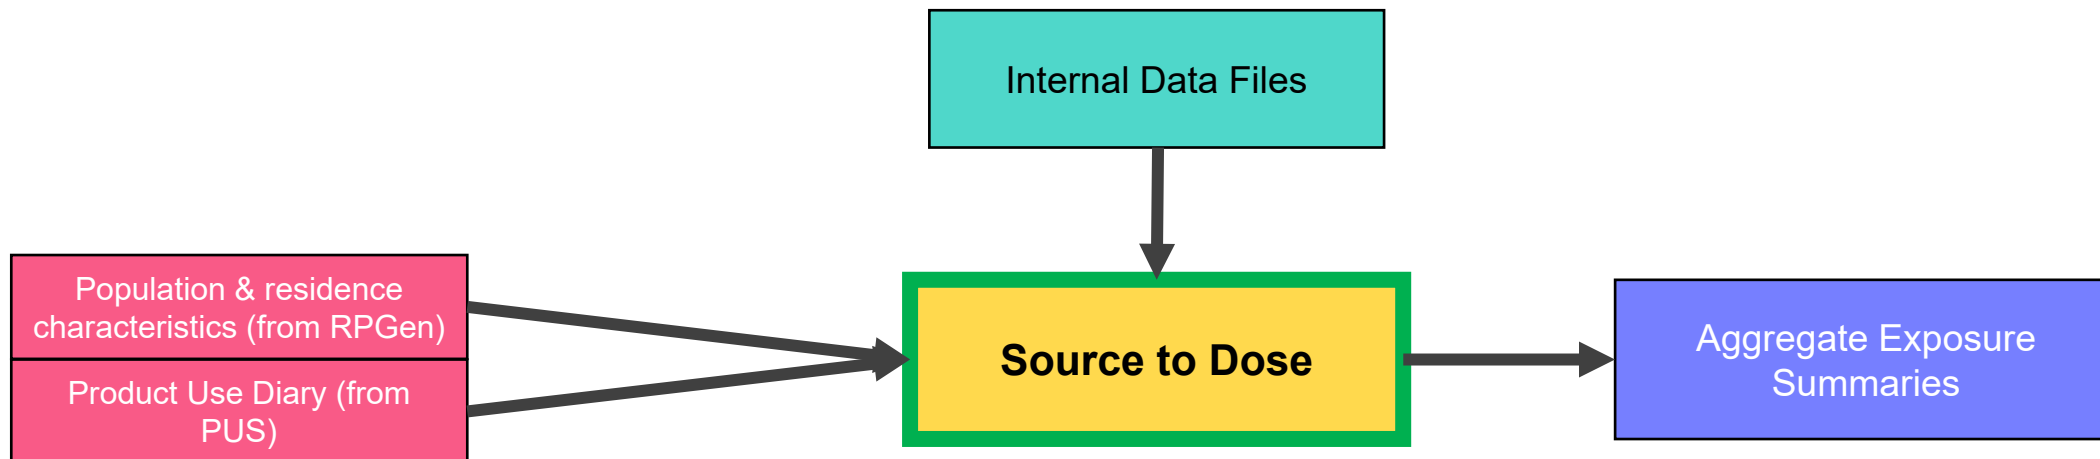 Internal Data Files
Population & residence
characteristics (from RPGen)
Product Use Diary (from
PUS)
Source to Dose
Aggregate Exposure
Summaries